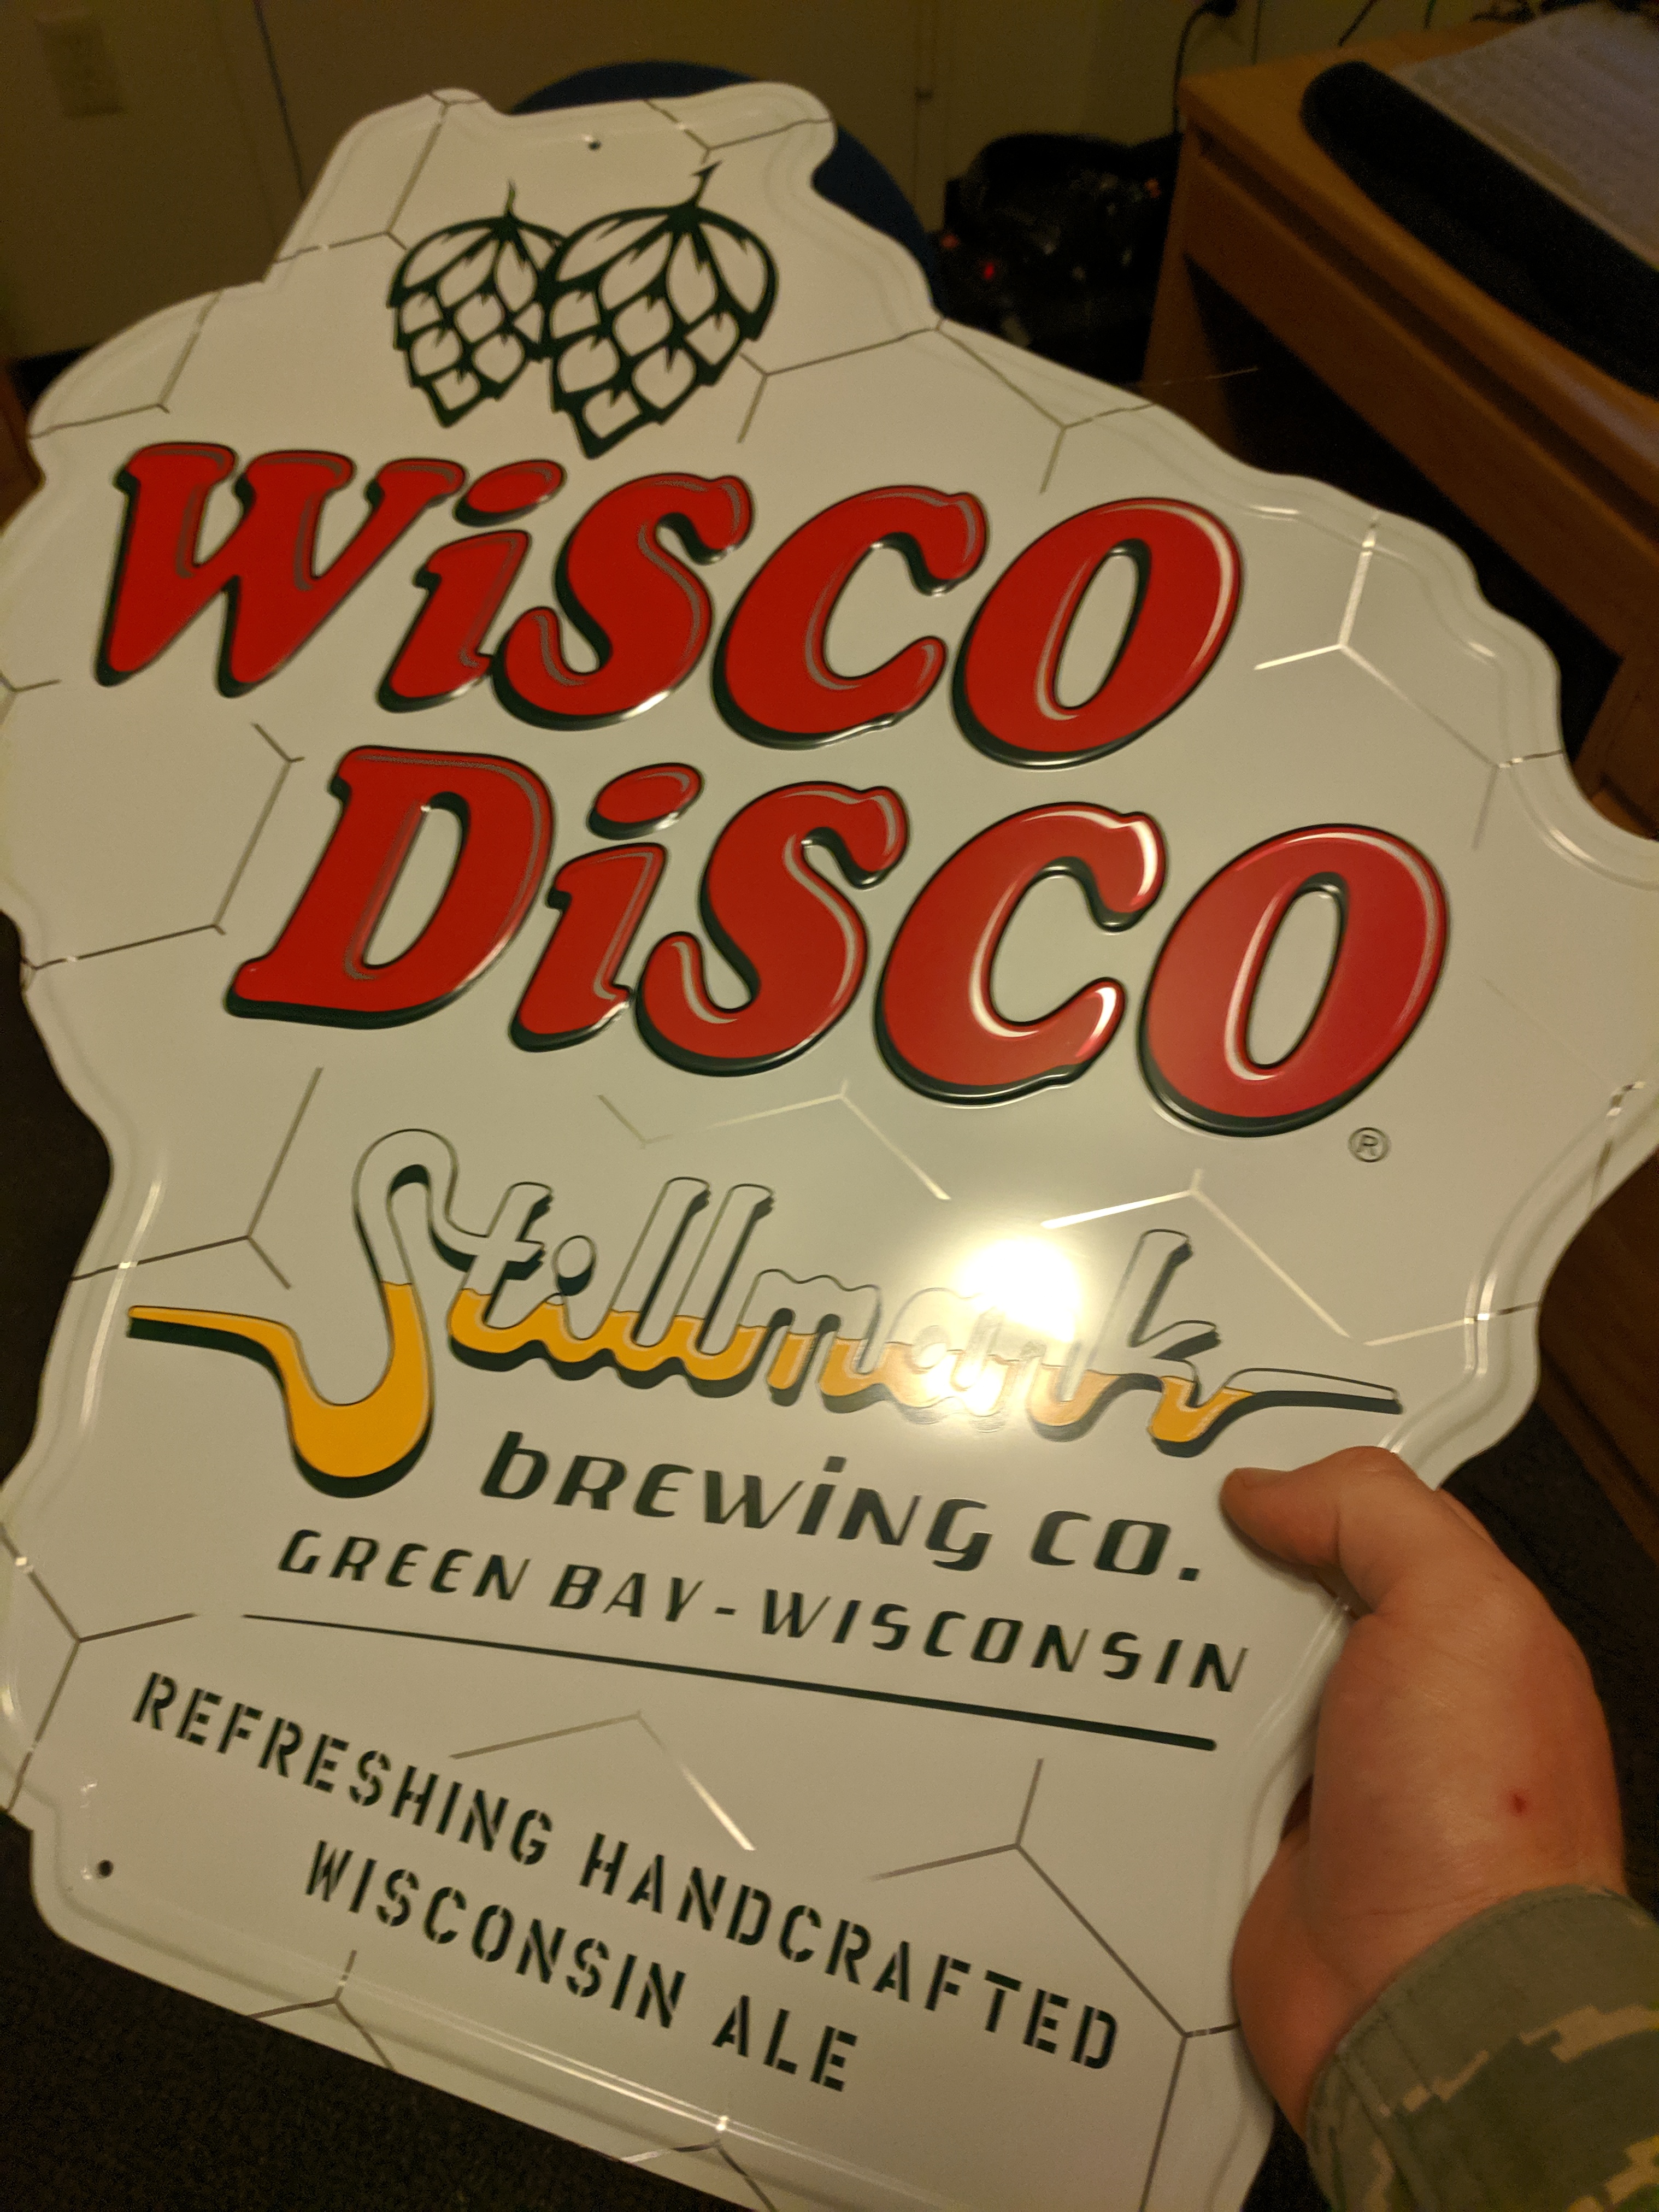 WiSCO
DiSCO
®
Stillmank
bREWiNG CO.
GREEN BAY - WISCONSIN
REFRESHING HANDCRAFTED
WISCONSIN ALE